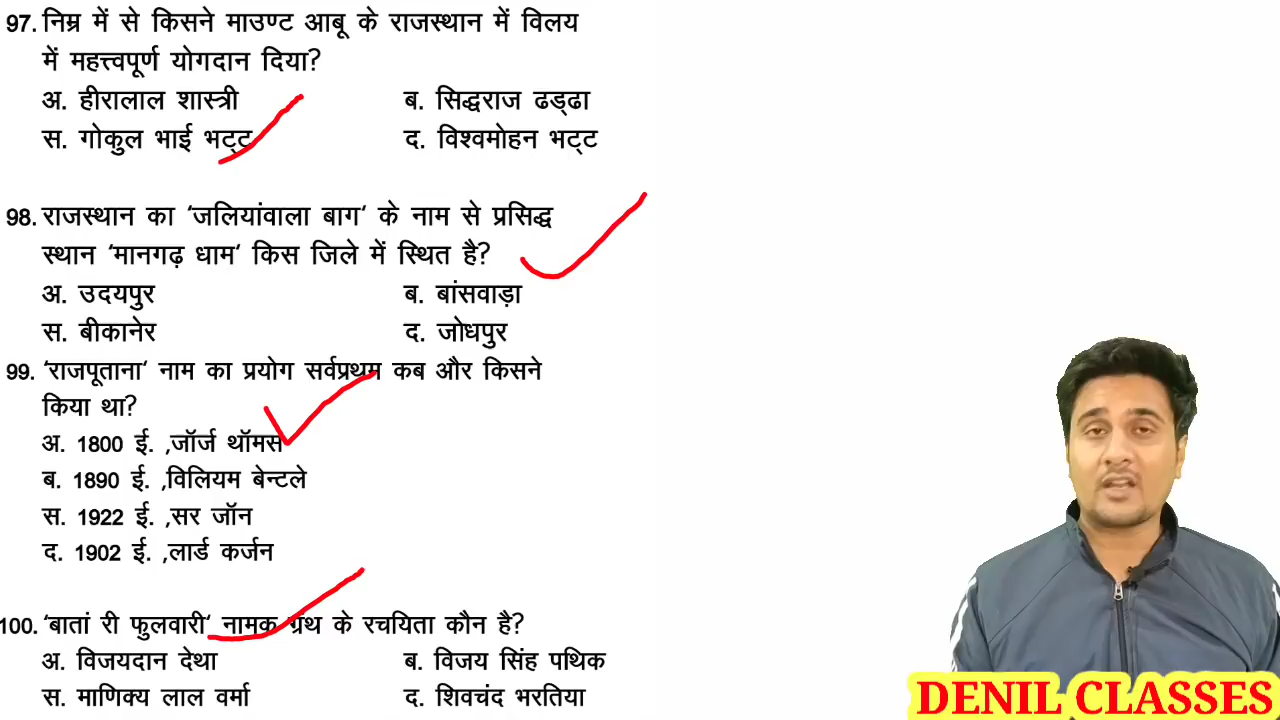 97. निम्र में से किसने माउण्ट आबू के राजस्थान में विलय
में महत्त्वपूर्ण योगदान दिया?
अ. हीरालाल शास्त्री ब. सिद्धराज ढड्ढा
स. गोकुल भाई भट्ट द. विश्वमोहन भट्ट
98. राजस्थान का ‘जलियांवाला बाग’ के नाम से प्रसिद्ध
स्थान ‘मानगढ़ धाम’ किस जिले में स्थित है?
अ. उदयपुर ब. बांसवाड़ा
स. बीकानेर द. जोधपुर
99. ‘राजपूताना’ नाम का प्रयोग सर्वप्रथम कब और किसने
किया था?
अ. 1800 ई. ,जॉर्ज थॉमस
ब. 1890 ई. ,विलियम बेन्टले
स. 1922 ई. ,सर जॉन
द. 1902 ई. ,लार्ड कर्जन
100. ‘बातां री फुलवारी’ नामक ग्रंथ के रचयिता कौन है?
अ. विजयदान देथा ब. विजय सिंह पथिक
स. माणिक्य लाल वर्मा द. शिवचंद भरतिया
DENIL CLASSES